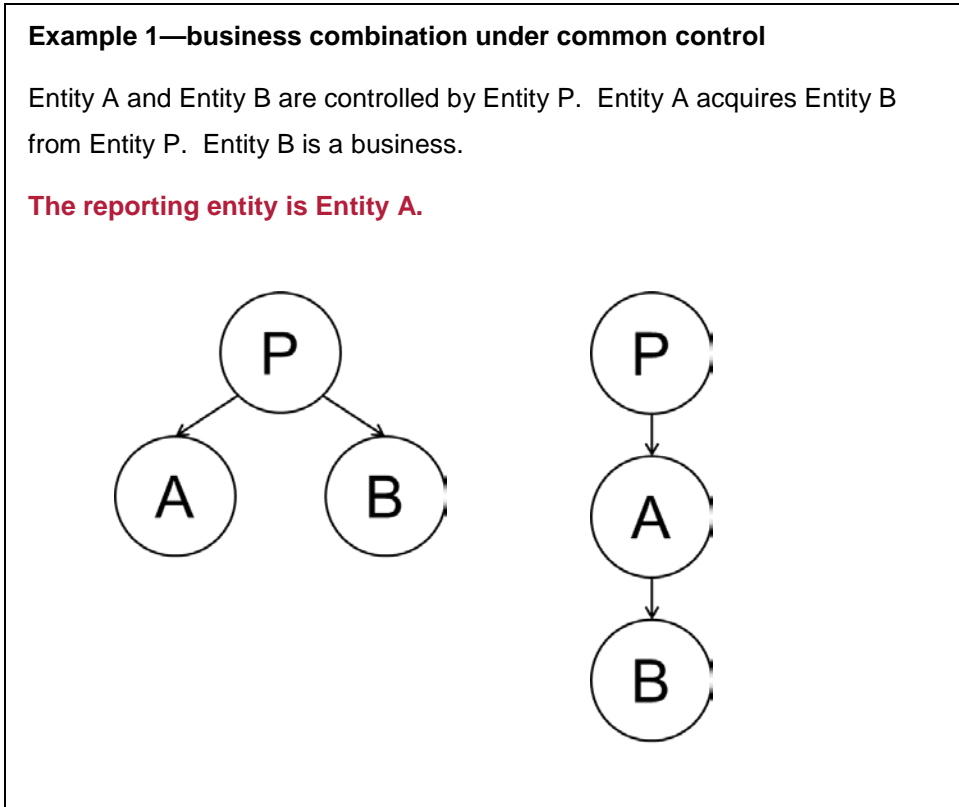 Example 1—business combination under common control
Entity A and Entity B are controlled by Entity P.  Entity A acquires Entity B
from Entity P.  Entity B is a business.
The reporting entity is Entity A.
P
P
A
B
A
B